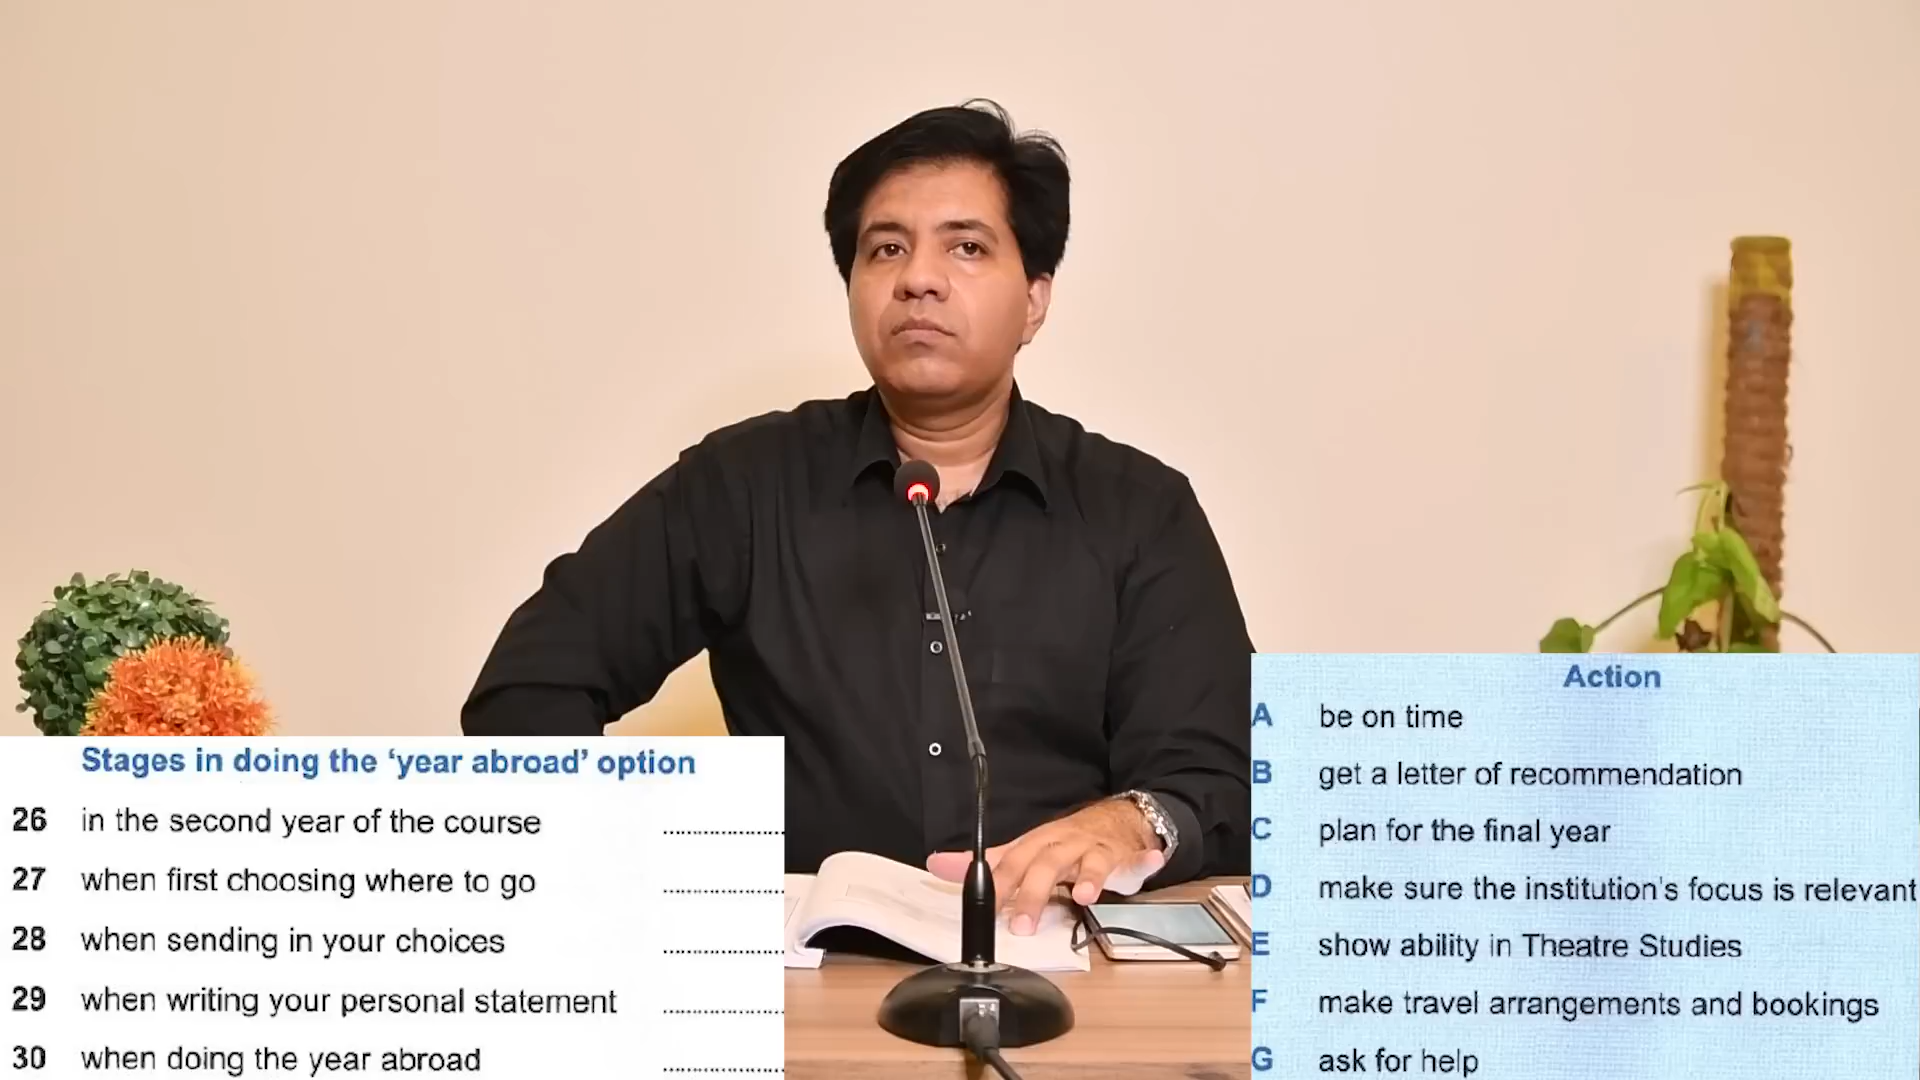 Stages in doing the ‘year abroad’ option
26 in the second year of the course ....................
27 when first choosing where to go ....................
28 when sending in your choices ....................
29 when writing your personal statement ....................
30 when doing the year abroad ....................
Action
A be on time
B get a letter of recommendation
C plan for the final year
D make sure the institution's focus is relevant
E show ability in Theatre Studies
F make travel arrangements and bookings
G ask for help